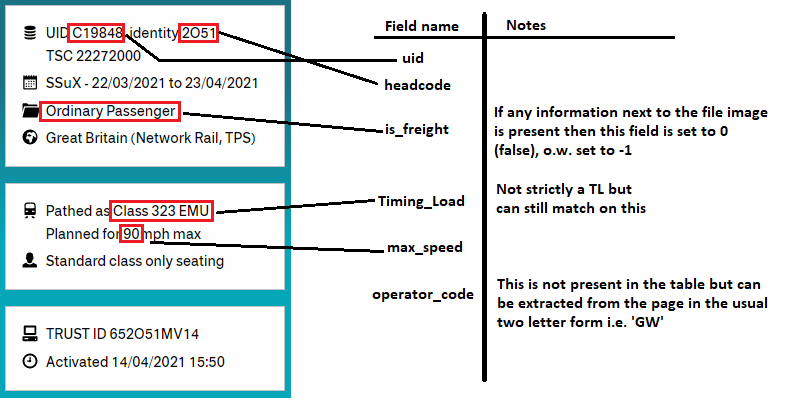 UID C19848, identity 2O51
TSC 22272000
SSuX - 22/03/2021 to 23/04/2021
Ordinary Passenger
Great Britain (Network Rail, TPS)
Pathed as Class 323 EMU
Planned for 90mph max
Standard class only seating
TRUST ID 652O51MV14
Activated 14/04/2021 15:50
Field name
Notes
uid
headcode
is_freight
If any information next to the file image
is present then this field is set to 0
(false), o.w. set to -1
Timing_Load
Not strictly a TL but
can still match on this
max_speed
operator_code
This is not present in the table but can
be extracted from the page in the usual
two letter form i.e. 'GW'